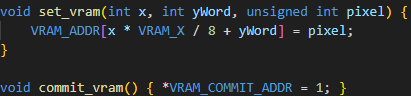 void set_vram(int x, int yWord, unsigned int pixel) {
    VRAM_ADDR[x * VRAM_X / 8 + yWord] = pixel;
}
void commit_vram() { *VRAM_COMMIT_ADDR = 1; }